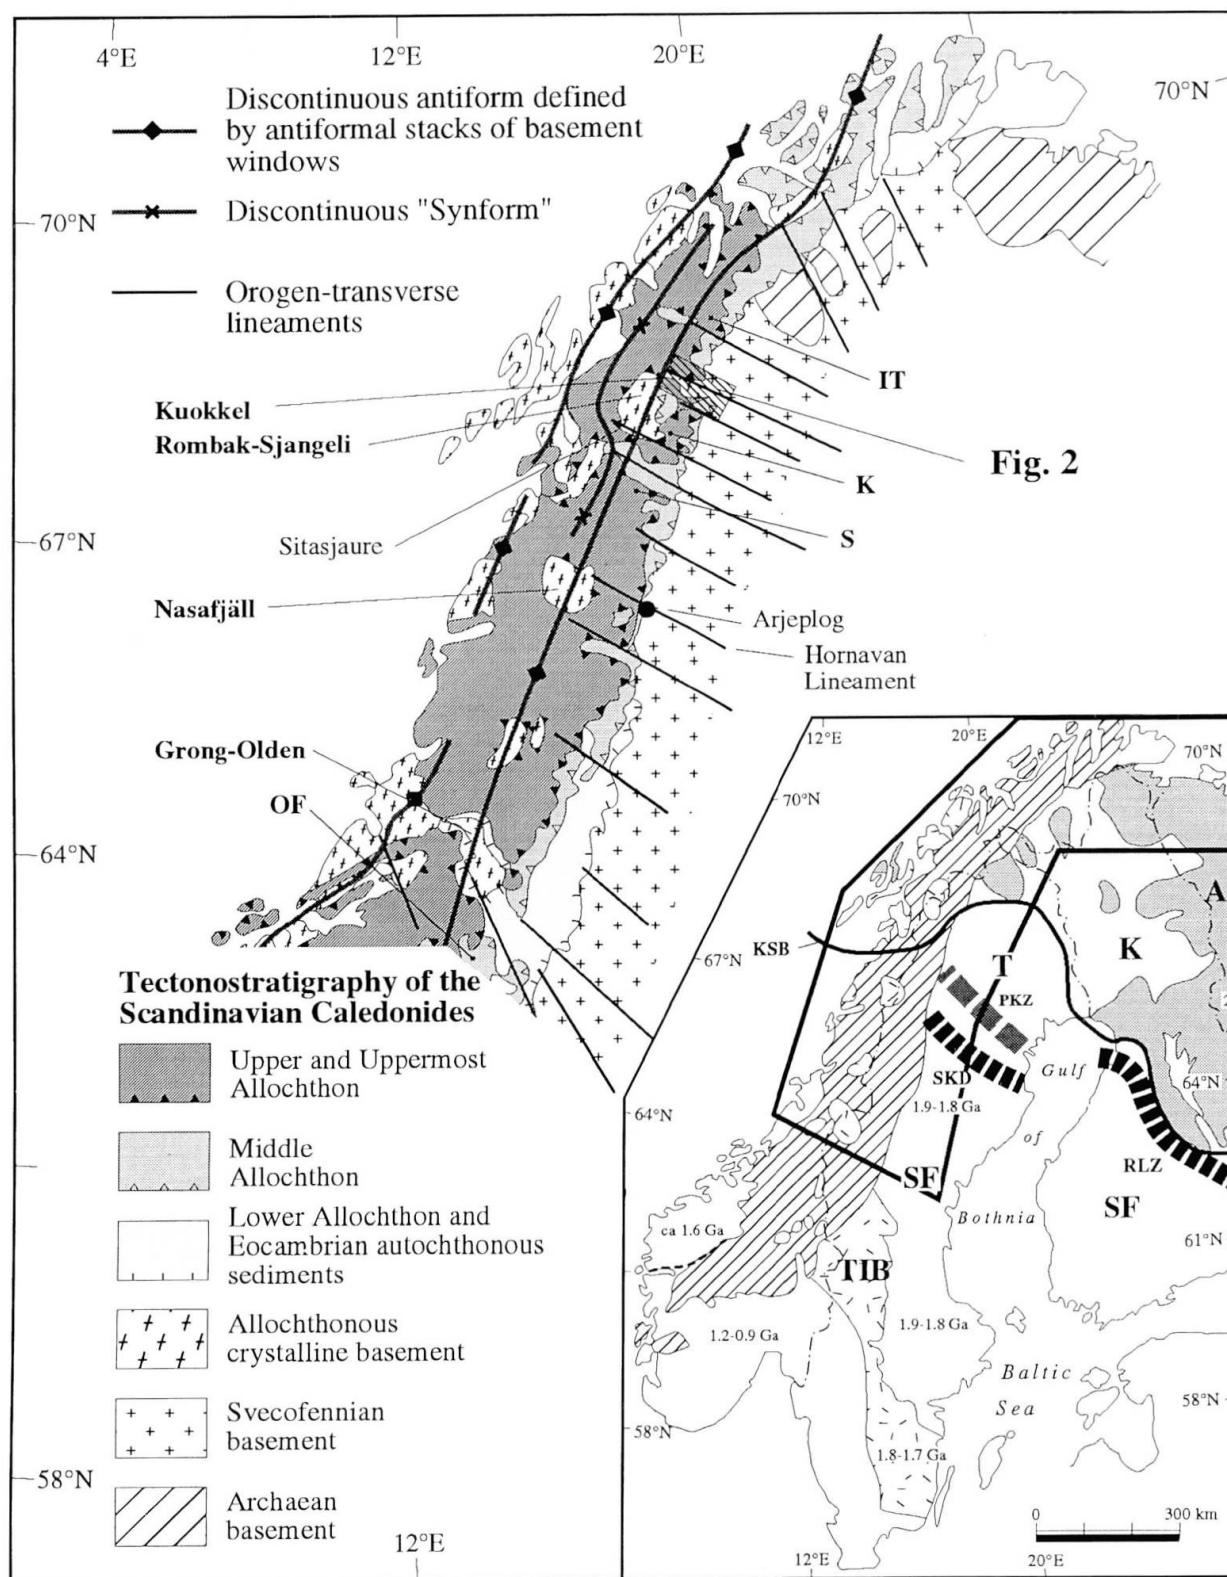 4°E
12°E
20°E
70°N
Discontinuous antiform defined
by antiformal stacks of basement
windows
70°N
Discontinuous "Synform"
Orogen-transverse
lineaments
IT
Kuokkel
Rombak-Sjangeli
Fig. 2
K
Sitasjaure
S
67°N
Nasafjäll
Arjeplog
Hornavan
Lineament
Grong-Olden
OF
64°N
Tectonostratigraphy of the
Scandinavian Caledonides
Upper and Uppermost
Allochthon
Middle
Allochthon
Lower Allochthon and
Eocambrian autochthonous
sediments
Allochthonous
crystalline basement
Svecofennian
basement
Archaean
basement
58°N
12°E
12°E
20°E
70°N
70°N
A
K
KSB
67°N
T
PKZ
SKD
1.9-1.8 Ga
Gulf
of
Bothnia
64°N
64°N
RLZ
SF
SF
61°N
ca 1.6 Ga
TIB
1.2-0.9 Ga
1.9-1.8 Ga
Baltic
Sea
58°N
58°N
1.8-1.7 Ga
0
300 km
12°E
20°E